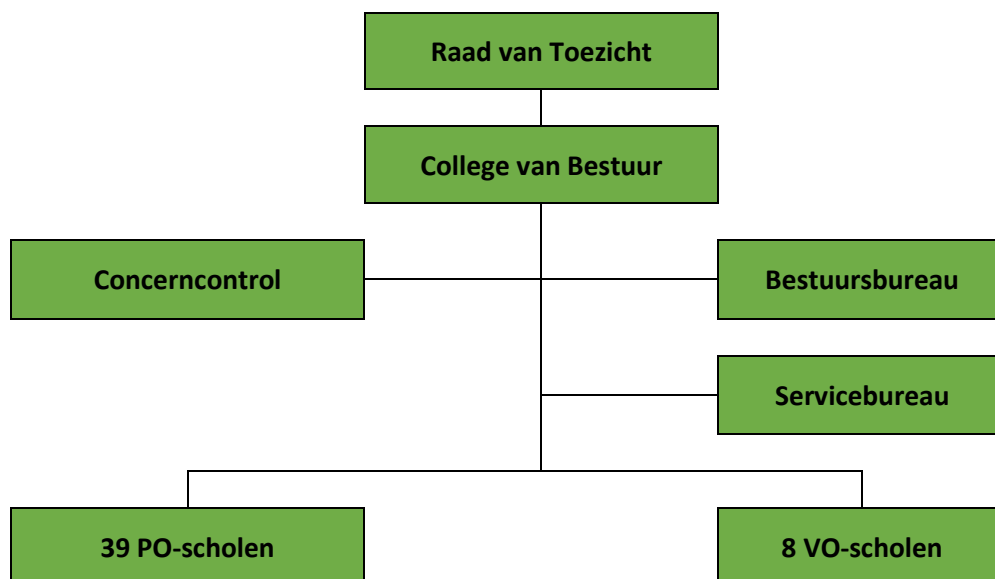 Raad van Toezicht
College van Bestuur
Concerncontrol
Bestuursbureau
Servicebureau
39 PO-scholen
8 VO-scholen